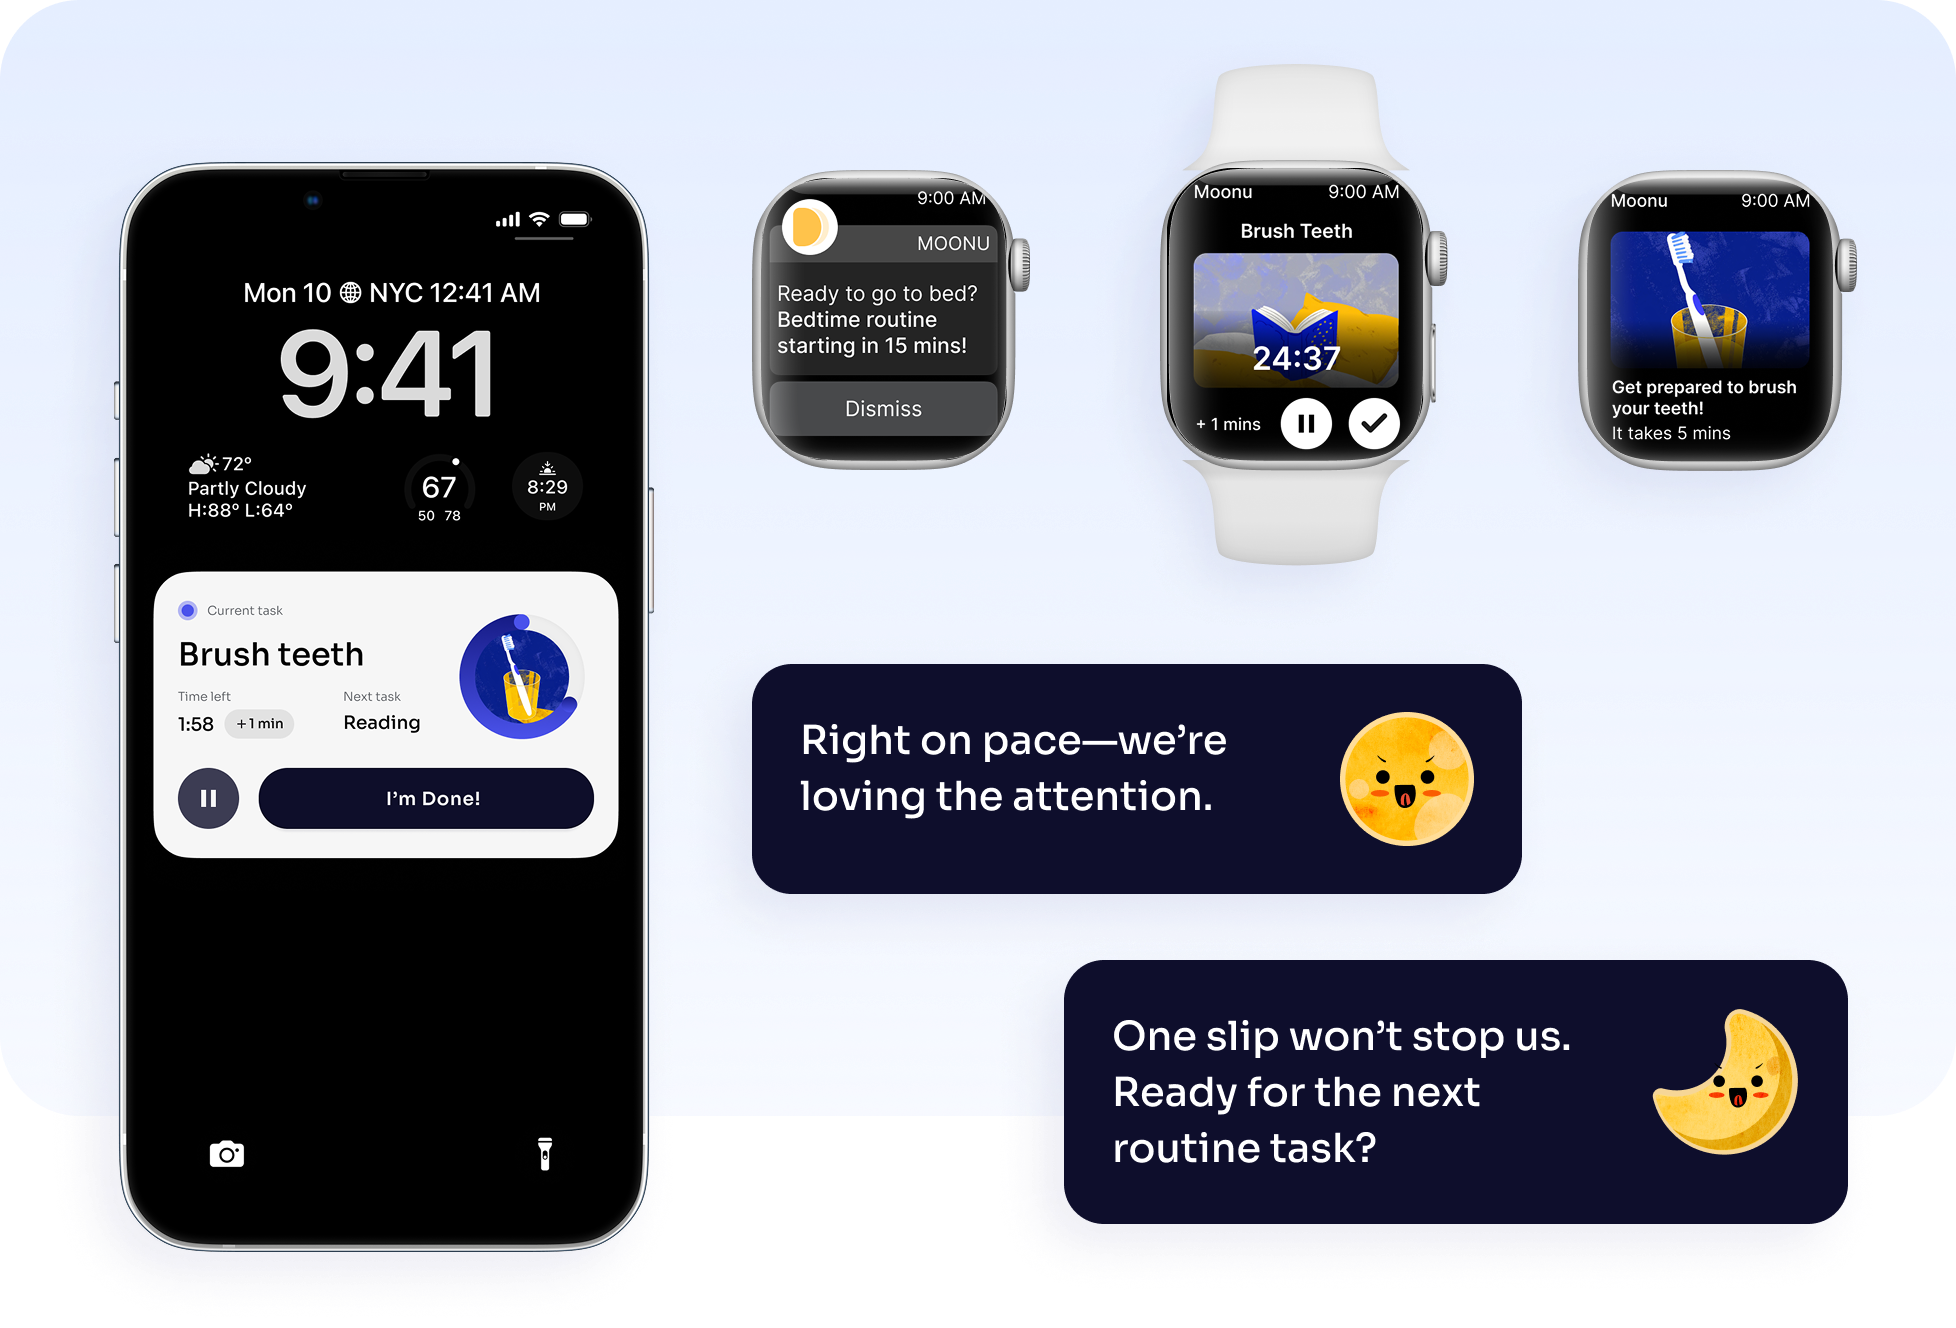 Mon 10 NYC 12:41 AM
9:41
72°
Partly Cloudy
H:88° L:64°
67
50 78
8:29
PM
Current task
Brush teeth
Time left
Next task
1:58 +1 min
Reading
I'm Done!
9:00 AM
MOONU
Ready to go to bed?
Bedtime routine
starting in 15 mins!
Dismiss
Moonu 9:00 AM
Brush Teeth
24:37
+ 1 mins
Moonu 9:00 AM
Get prepared to brush
your teeth!
It takes 5 mins
Right on pace—we're
loving the attention.
One slip won't stop us.
Ready for the next
routine task?